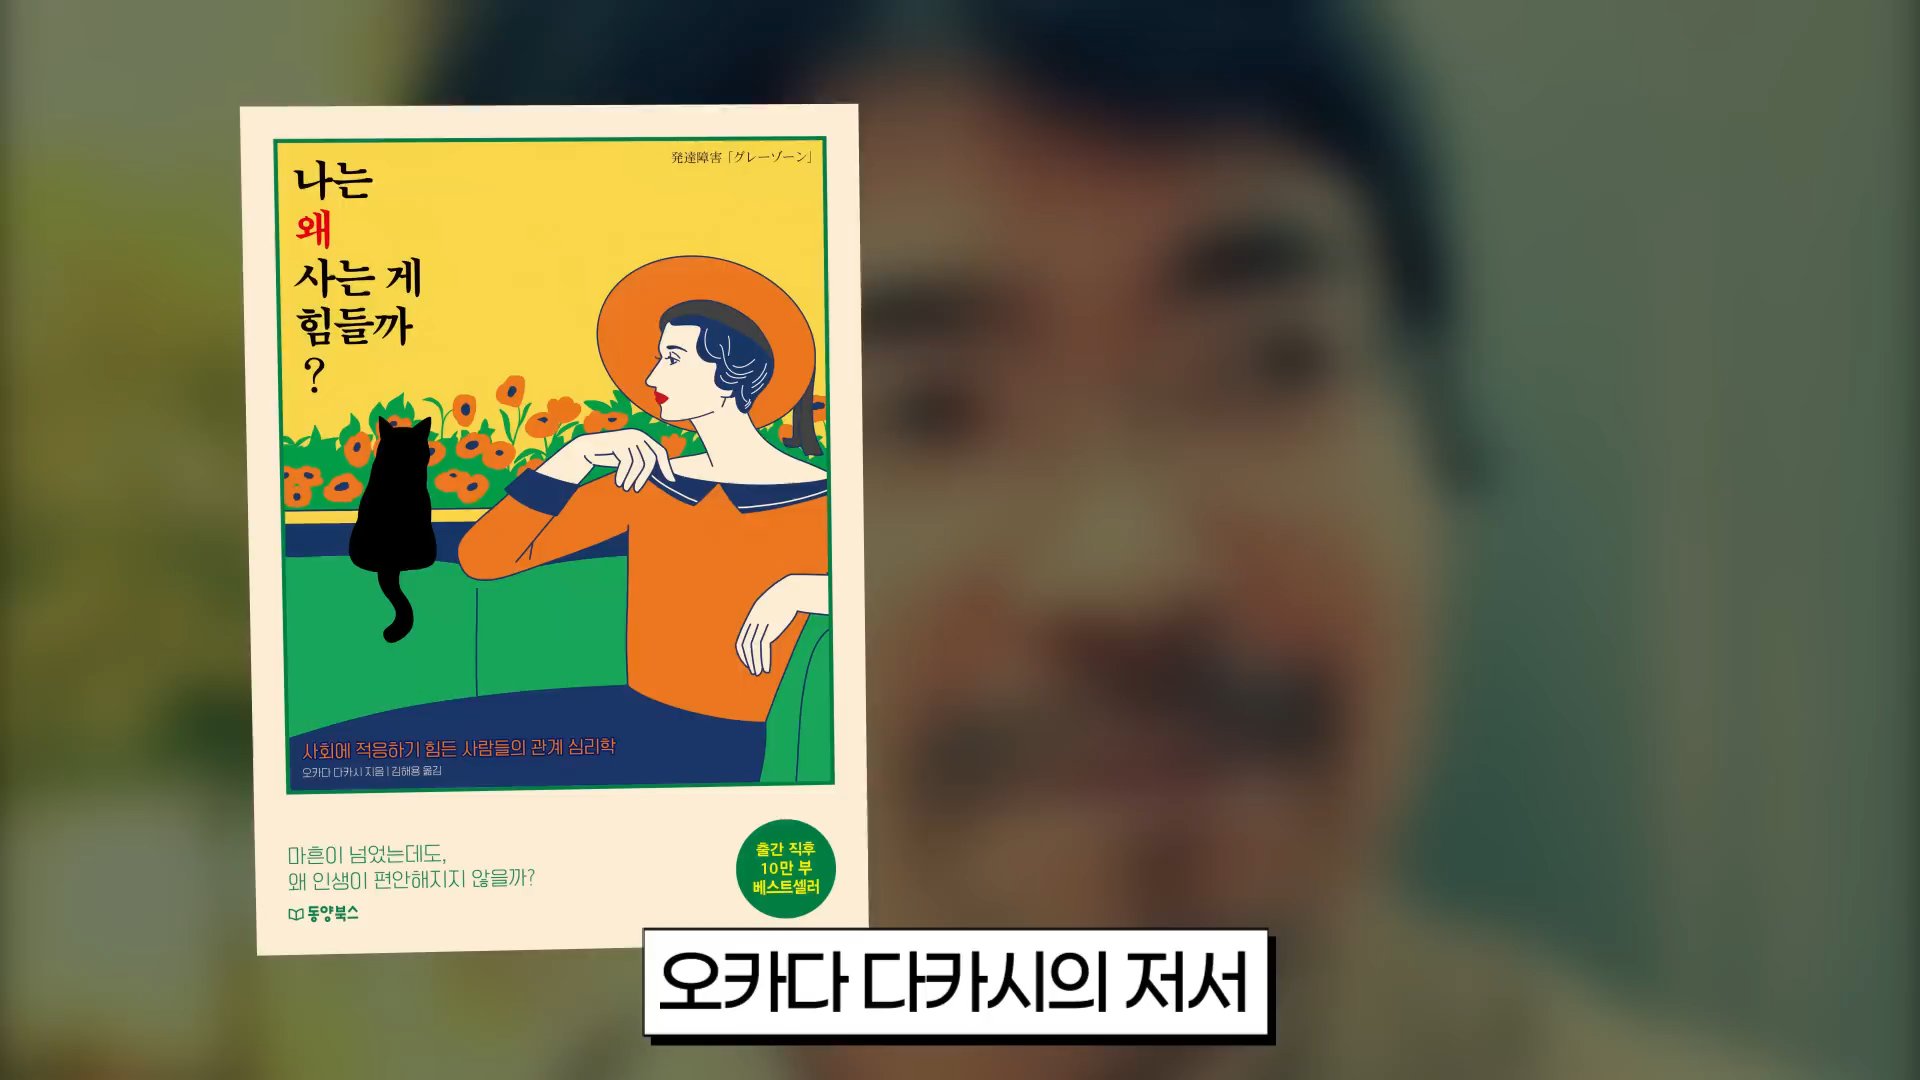 発達障害「グレーゾーン」
나는
왜
사는 게
힘들까
?
사회에 적응하기 힘든 사람들의 관계 심리학
오카다 다카시 지음 | 김해용 옮김
마흔이 넘었는데도,
왜 인생이 편안해지지 않을까?
동양북스
출간 직후
10만 부
베스트셀러
오카다 다카시의 저서